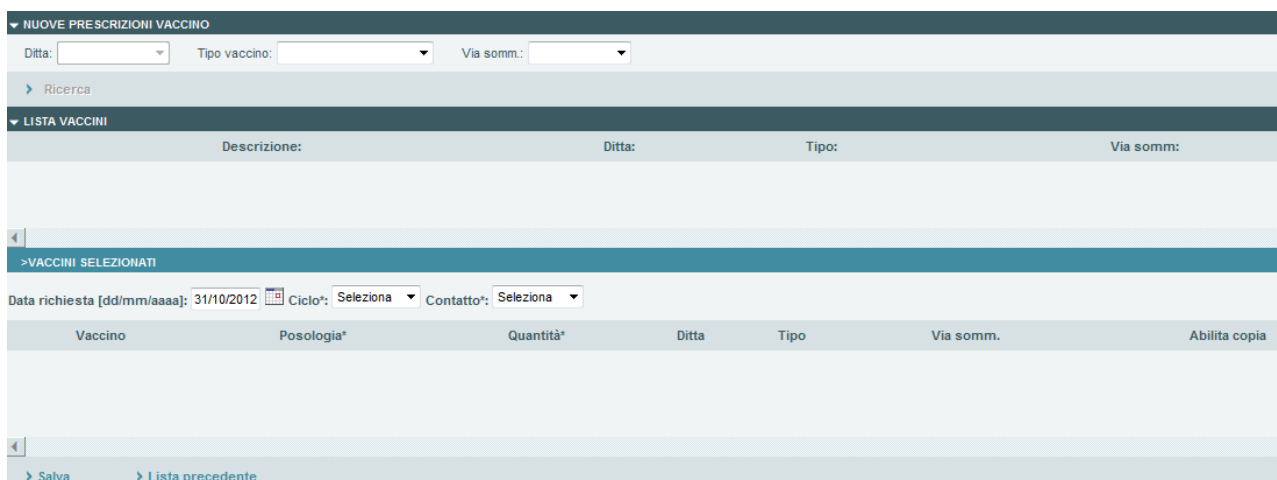 NUOVE PRESCRIZIONI VACCINO
Ditta: Tipo vaccino: Via somm.:
Ricerca
LISTA VACCINI
Descrizione: Ditta: Tipo: Via somm:
>VACCINI SELEZIONATI
Data richiesta [dd/mm/aaaa]: 31/10/2012 Ciclo*: Seleziona Contatto*: Seleziona
Vaccino Posologia* Quantità* Ditta Tipo Via somm. Abilita copia
Salva Lista precedente